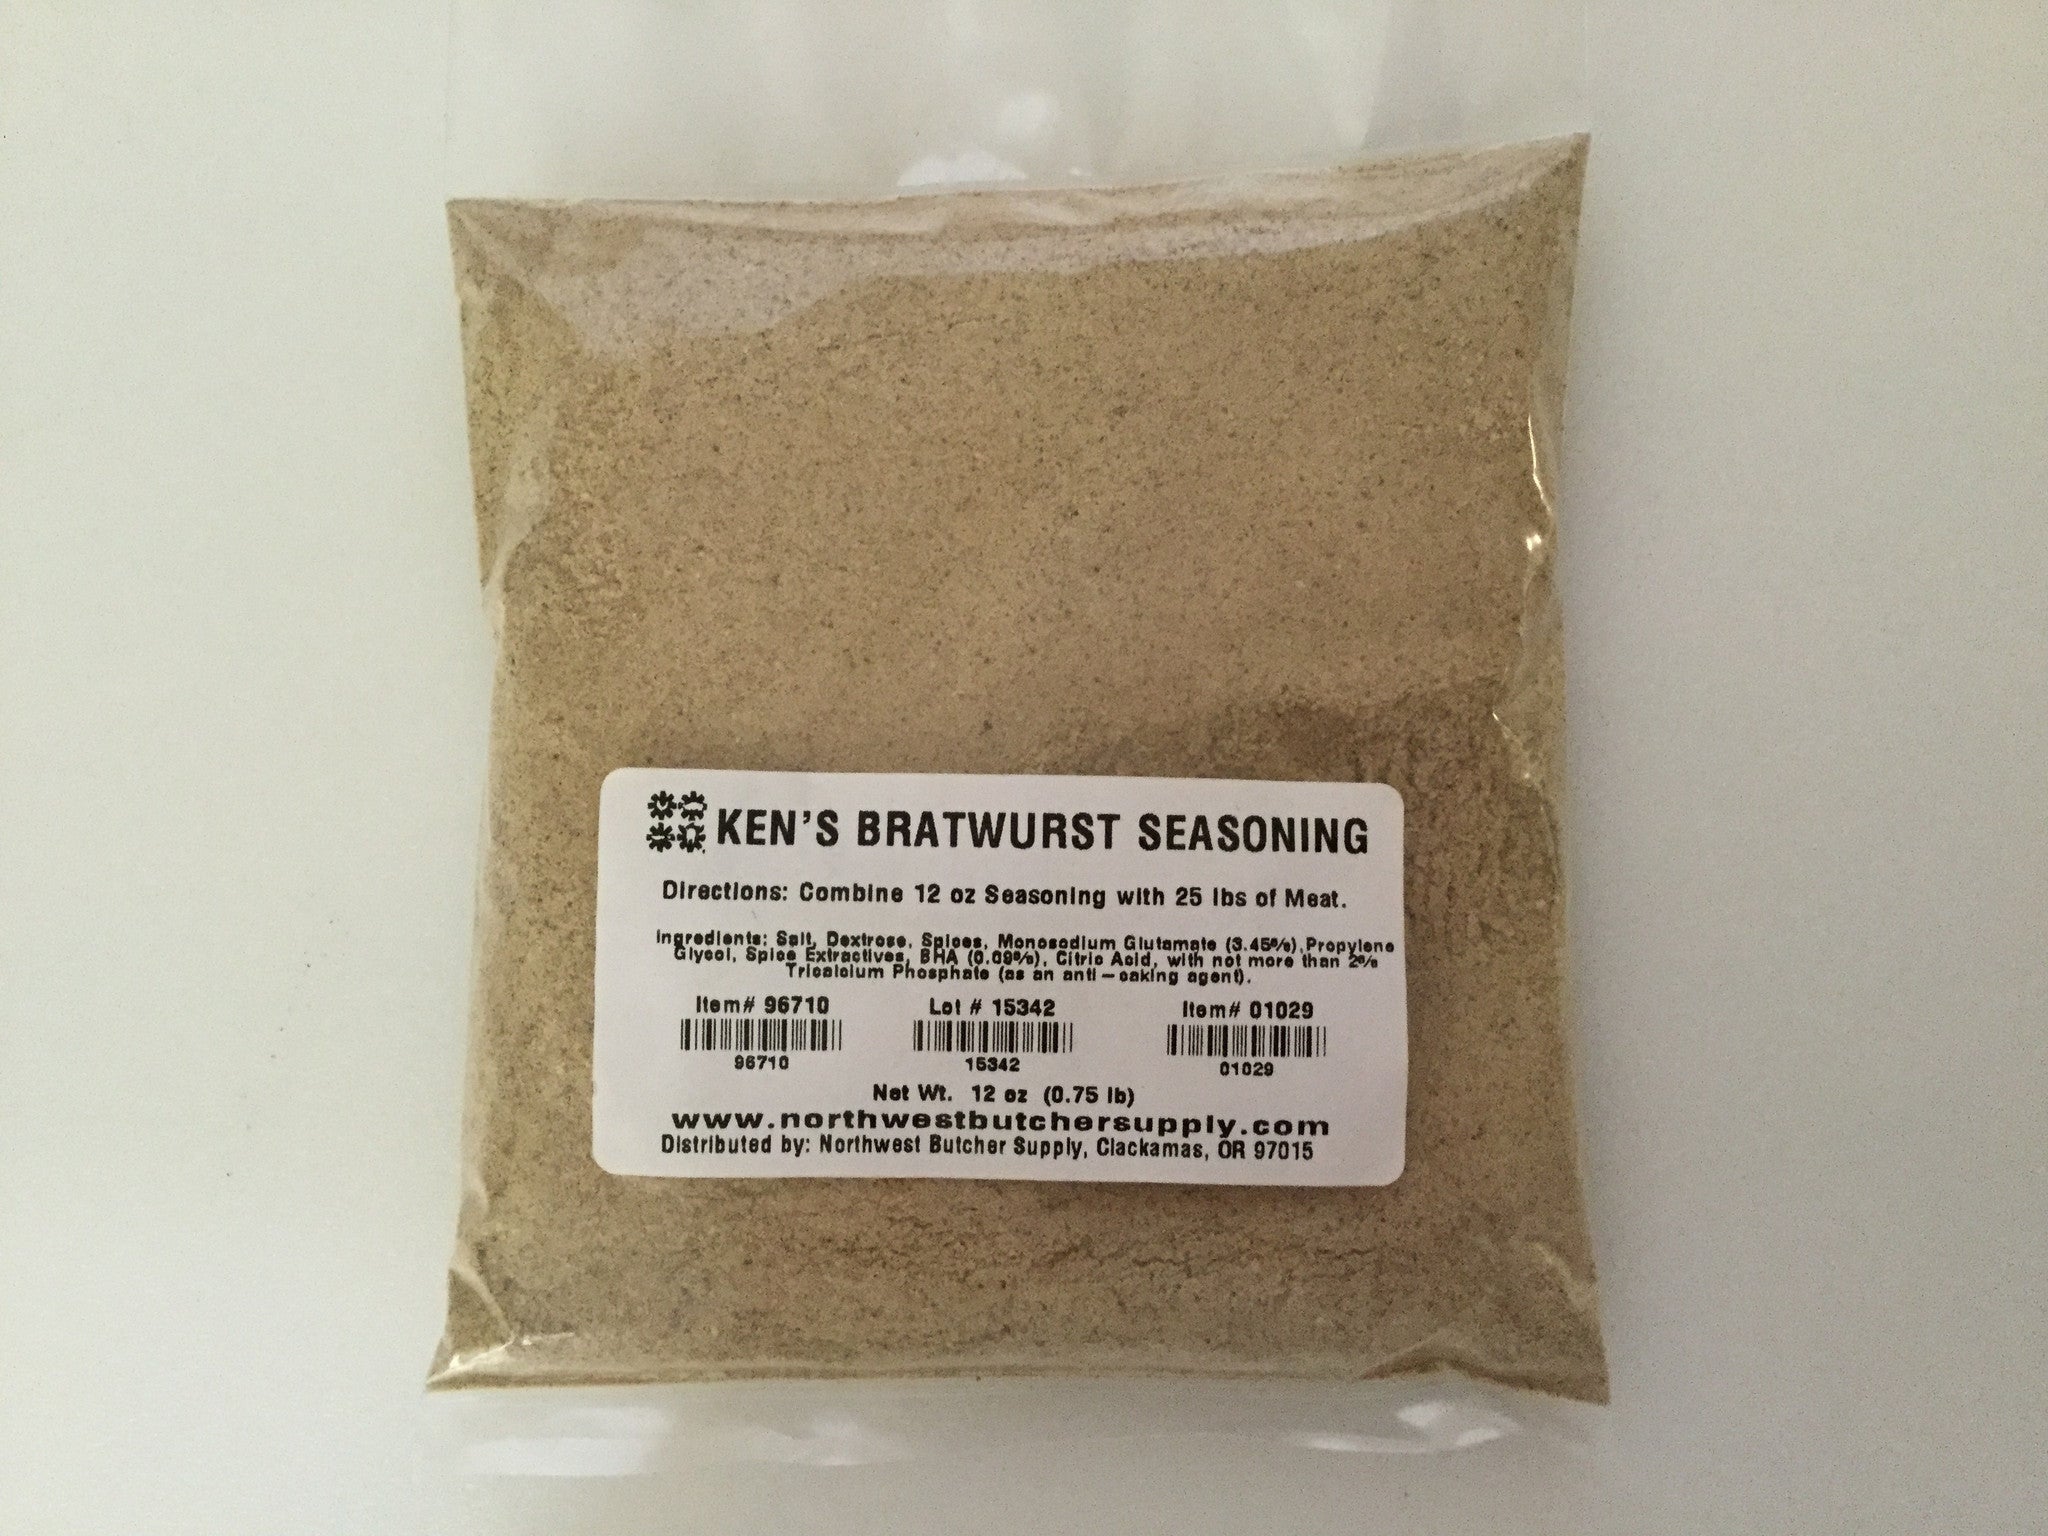 KEN'S BRATWURST SEASONING
Directions: Combine 12 oz Seasoning with 25 lbs of Meat.
Ingredients: Salt, Dextrose, Spices, Monosodium Glutamate (3.45%), Propylene
Glycol, Spice Extractives, BHA (0.09%), Citric Acid, with not more than 2%
Tricalcium Phosphate (as an anti-caking agent).
Item# 96710 Lot # 15342 Item# 01029
96710 15342 01029
Net Wt. 12 oz (0.75 lb)
www.northwestbutchersupply.com
Distributed by: Northwest Butcher Supply, Clackamas, OR 97015